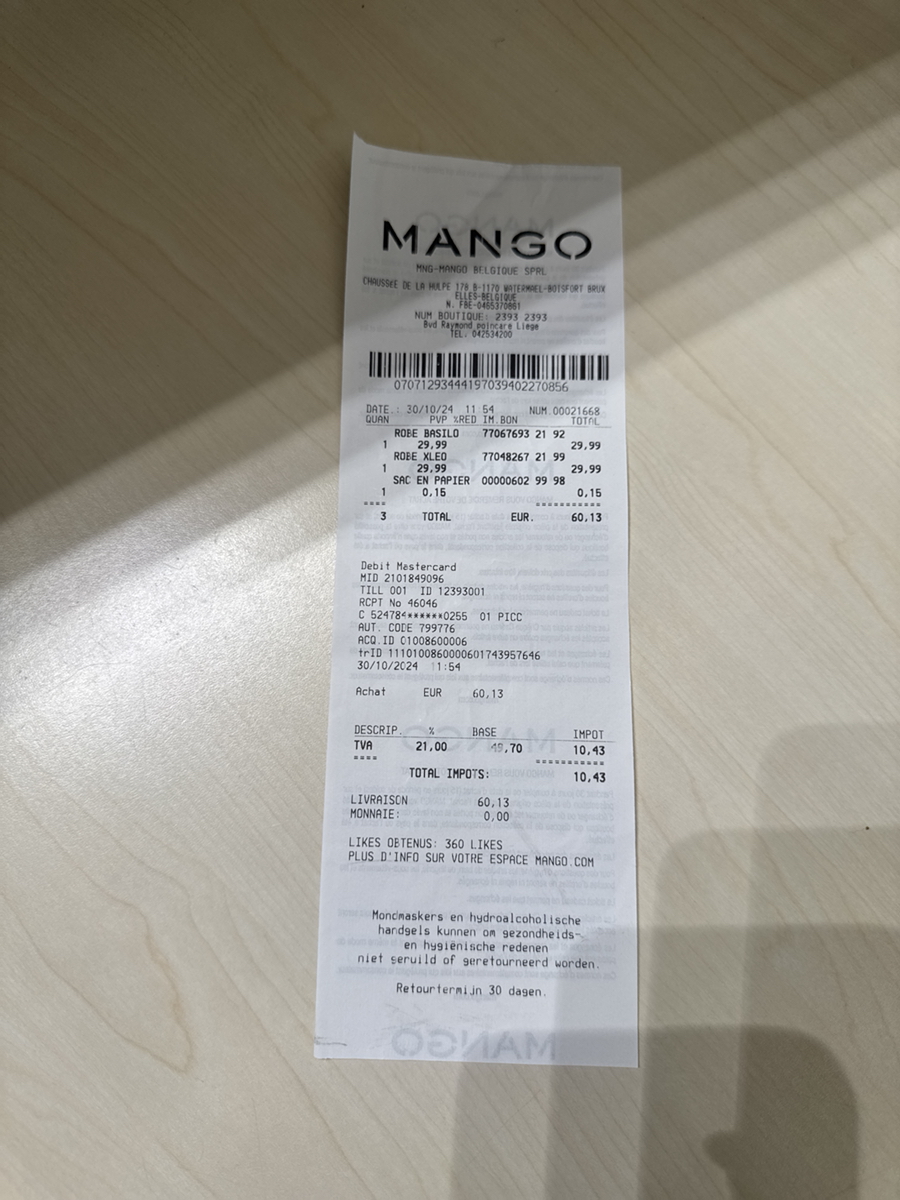 MANGO
MNG-MANGO BELGIQUE SPRL
CHAUSSEE DE LA HULPE 178 B-1170 WATERMAEL-BOISFORT BRUX
ELLES-BELGIQUE
N. FBE-0465370861
NUM BOUTIQUE: 2393 2393
Bvd Raymond poincare Liege
TEL. 042534200
07071293444197039402270856
DATE.: 30/10/24 11:54 NUM.00021668
QUAN PVP %RED IM.BON TOTAL
ROBE BASILO 77067693 21 92
1 29,99 29,99
ROBE XLEO 77048267 21 99
1 29,99 29,99
SAC EN PAPIER 00000602 99 98
1 0,15 0,15
==== ===========
3 TOTAL EUR. 60,13
Debit Mastercard
MID 2101849096
TILL 001 ID 12393001
RCPT No 46046
C 524784******0255 01 PICC
AUT. CODE 799776
ACQ.ID 01008600006
trID 1110100860000601743957646
30/10/2024 11:54
Achat EUR 60,13
DESCRIP. % BASE IMPOT
TVA 21,00 49,70 10,43
==== ===========
TOTAL IMPOTS: 10,43
LIVRAISON 60,13
MONNAIE: 0,00
LIKES OBTENUS: 360 LIKES
PLUS D'INFO SUR VOTRE ESPACE MANGO.COM
Mondmaskers en hydroalcoholische
handgels kunnen om gezondheids-
en hygiënische redenen
niet geruild of geretourneerd worden.
Retourtermijn 30 dagen.
MANGO